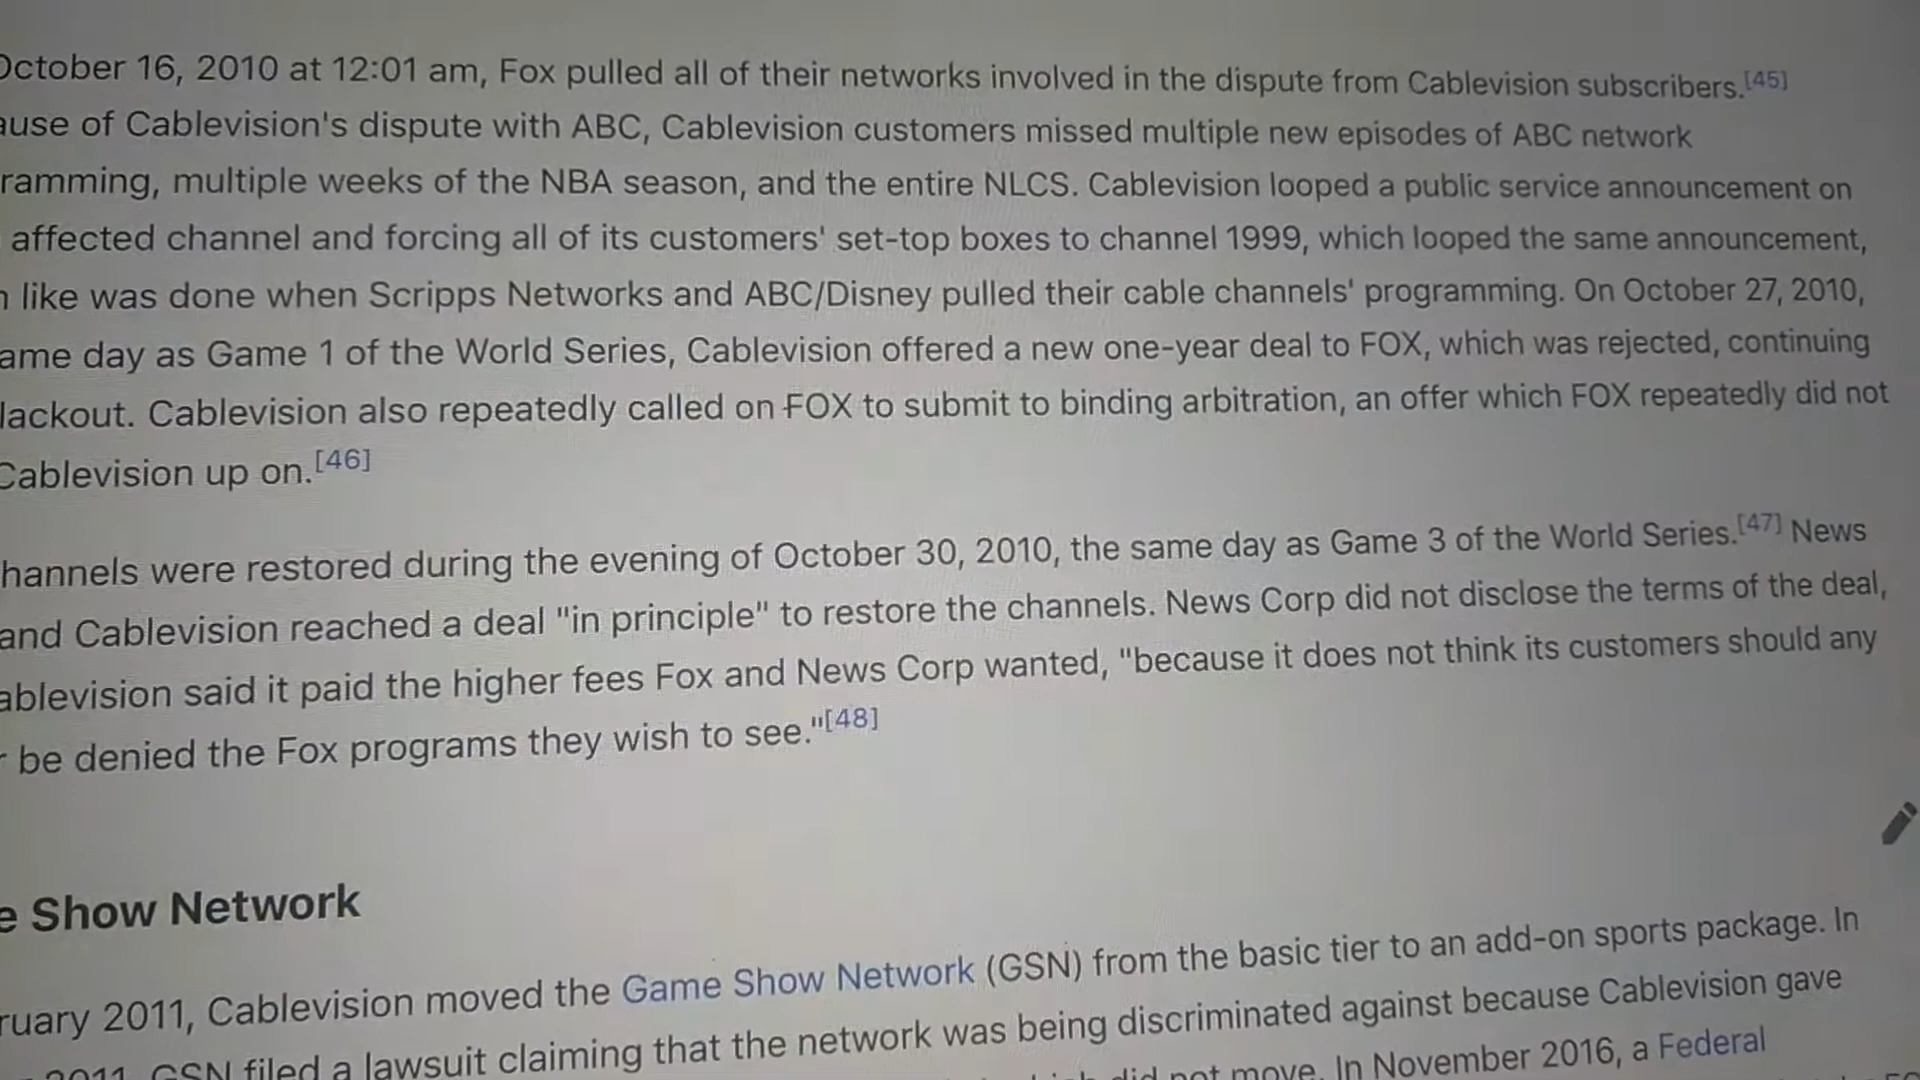 October 16, 2010 at 12:01 am, Fox pulled all of their networks involved in the dispute from Cablevision subscribers.[45]
ause of Cablevision's dispute with ABC, Cablevision customers missed multiple new episodes of ABC network
ramming, multiple weeks of the NBA season, and the entire NLCS. Cablevision looped a public service announcement on
affected channel and forcing all of its customers' set-top boxes to channel 1999, which looped the same announcement,
like was done when Scripps Networks and ABC/Disney pulled their cable channels' programming. On October 27, 2010,
ame day as Game 1 of the World Series, Cablevision offered a new one-year deal to FOX, which was rejected, continuing
lackout. Cablevision also repeatedly called on FOX to submit to binding arbitration, an offer which FOX repeatedly did not
Cablevision up on.[46]
hannels were restored during the evening of October 30, 2010, the same day as Game 3 of the World Series.[47] News
and Cablevision reached a deal "in principle" to restore the channels. News Corp did not disclose the terms of the deal,
ablevision said it paid the higher fees Fox and News Corp wanted, "because it does not think its customers should any
be denied the Fox programs they wish to see."[48]
e Show Network
ruary 2011, Cablevision moved the Game Show Network (GSN) from the basic tier to an add-on sports package. In
2011, GSN filed a lawsuit claiming that the network was being discriminated against because Cablevision gave
did not move. In November 2016, a Federal